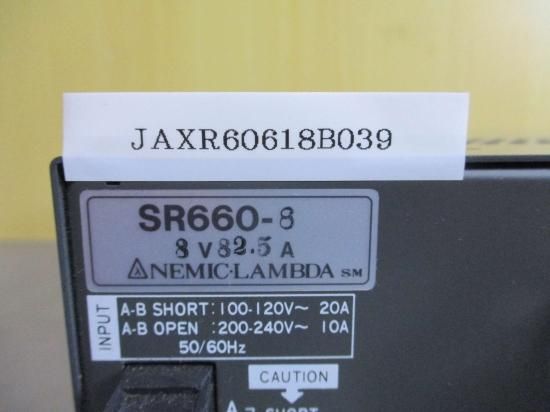 JAXR60618B039
SR660-8
8 V 82.5 A
NEMIC-LAMBDA SM
INPUT
A-B SHORT:100-120V~ 20A
A-B OPEN :200-240V~ 10A
50/60Hz
CAUTION
SHORT